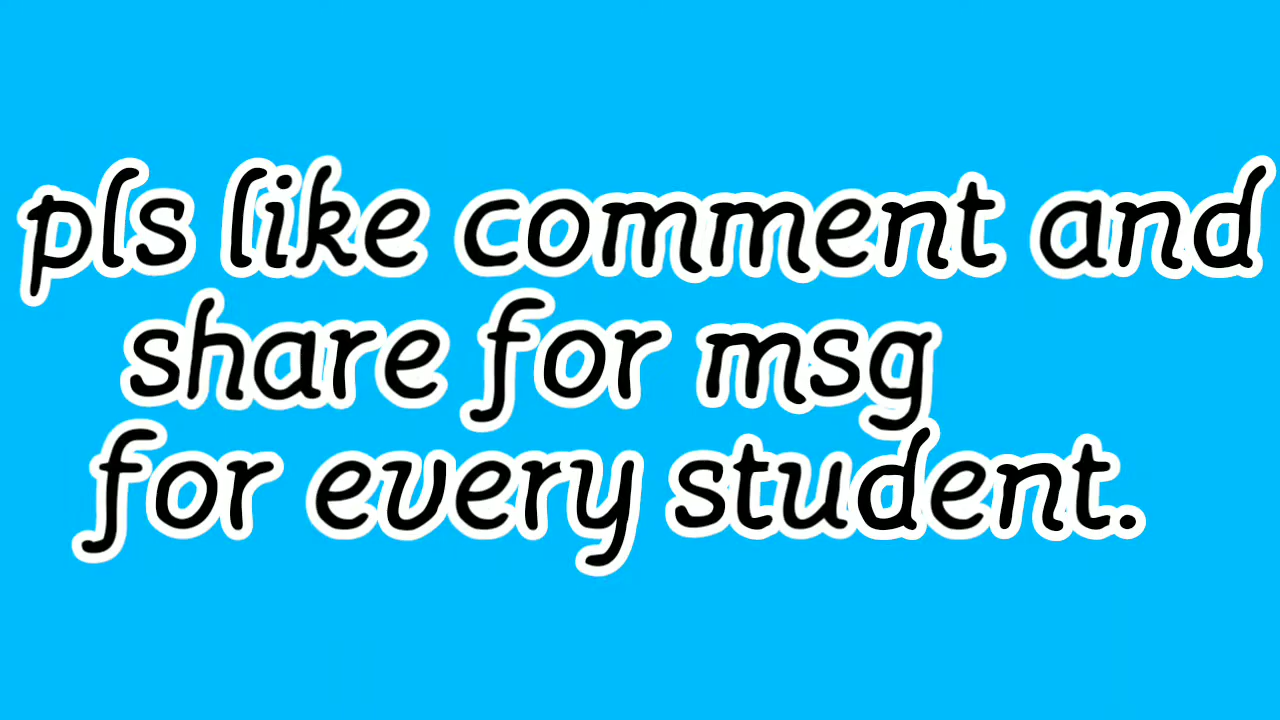 pls like comment and
share for msg
for every student.